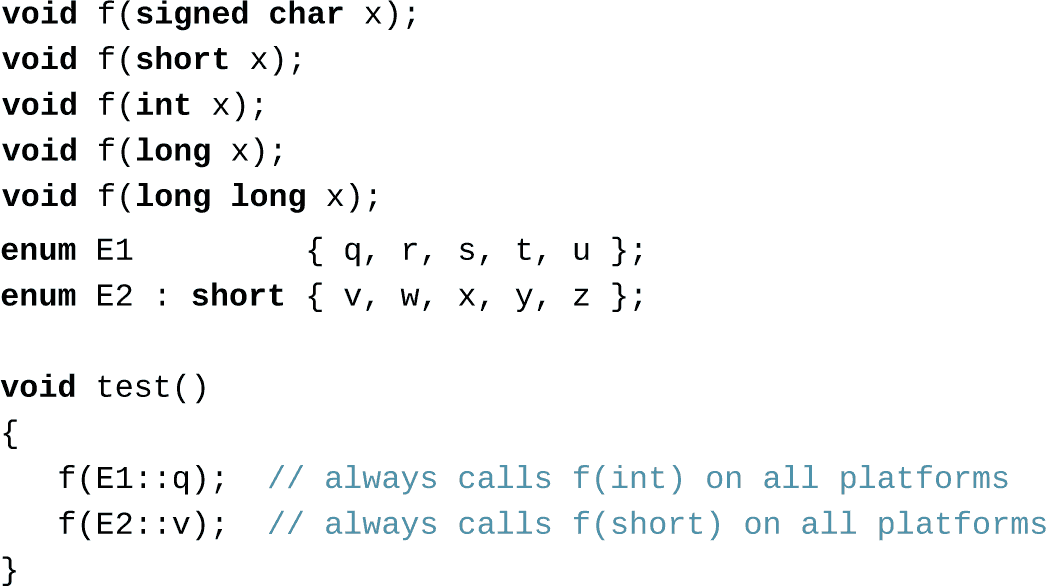 void f(signed char x);
void f(short x);
void f(int x);
void f(long x);
void f(long long x);
enum E1         { q, r, s, t, u };
enum E2 : short { v, w, x, y, z };

void test()
{
   f(E1::q);  // always calls f(int) on all platforms
   f(E2::v);  // always calls f(short) on all platforms
}